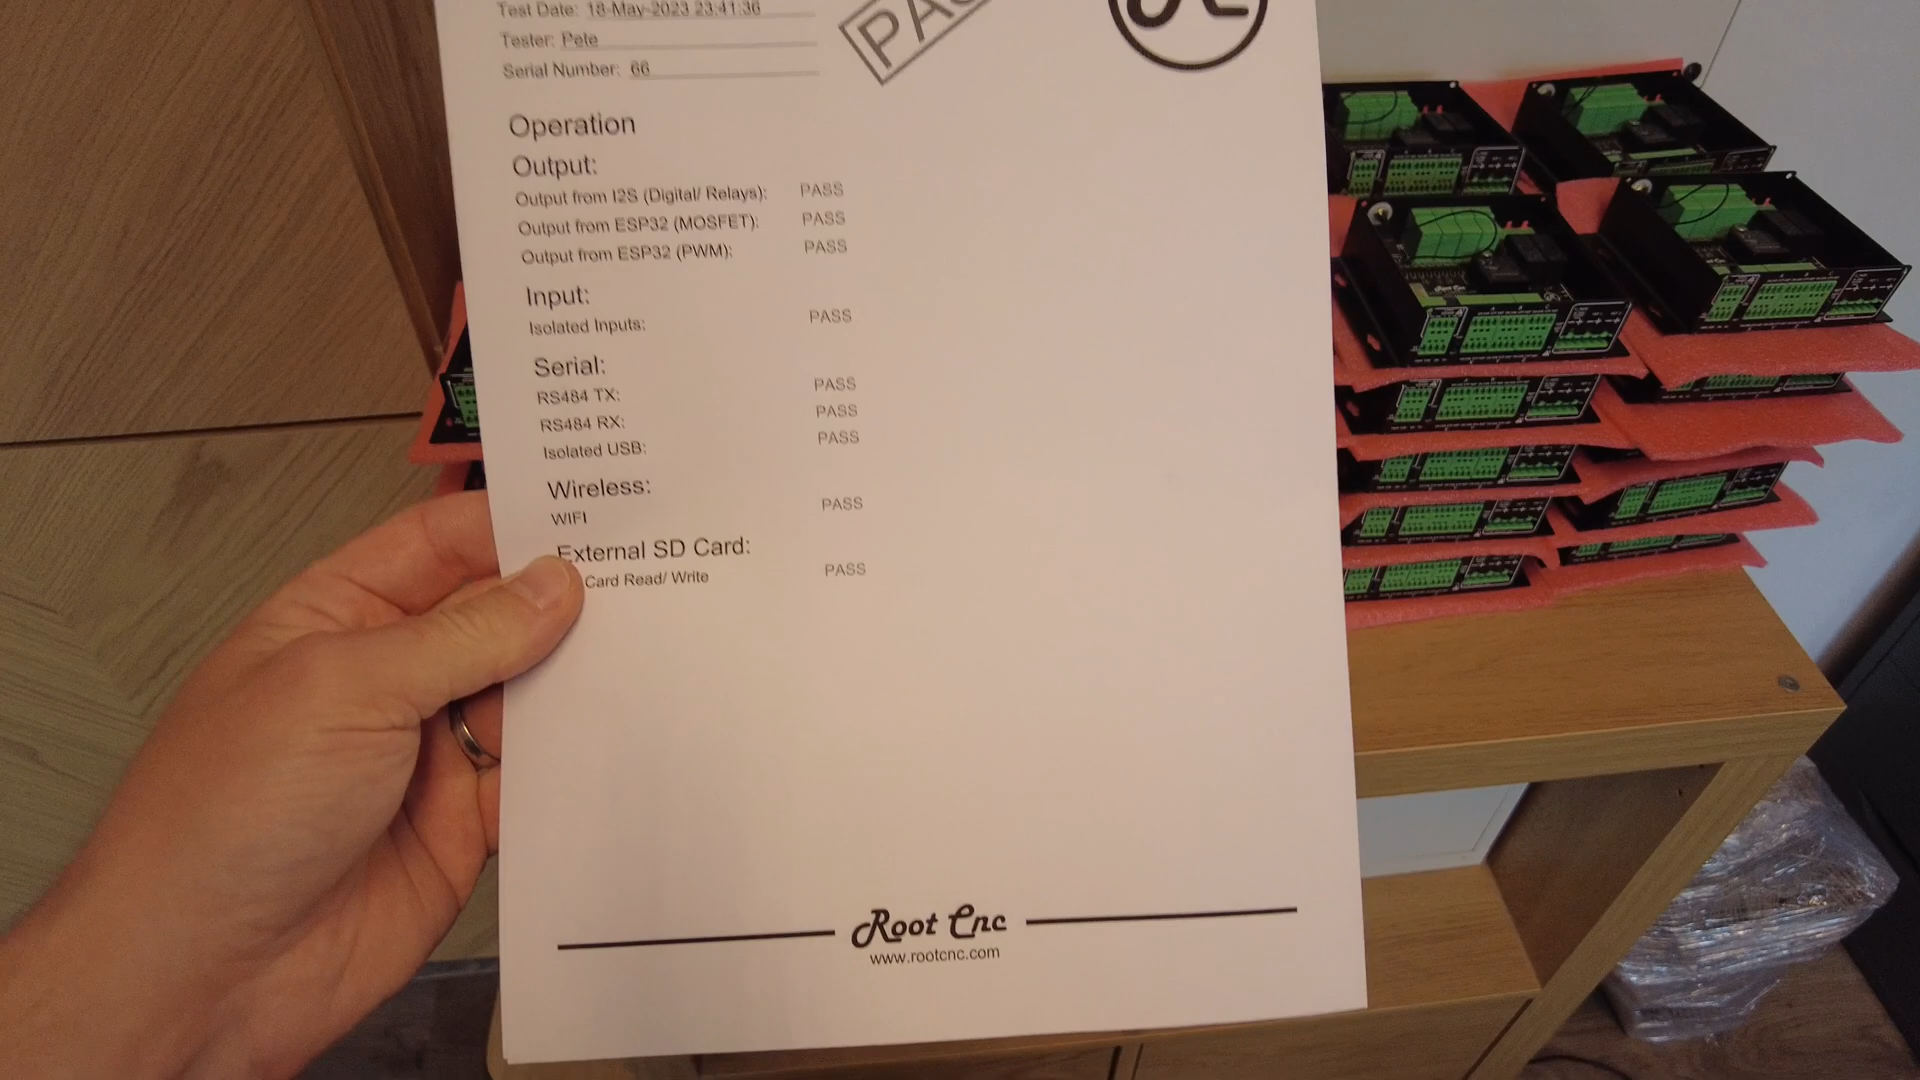 Test Date: 18-May-2023 23:41:36
Tester: Pete
Serial Number: 66
Operation
Output:
Output from I2S (Digital/ Relays): PASS
Output from ESP32 (MOSFET): PASS
Output from ESP32 (PWM): PASS
Input:
Isolated Inputs: PASS
Serial:
RS484 TX: PASS
RS484 RX: PASS
Isolated USB: PASS
Wireless:
WIFI PASS
External SD Card:
Card Read/ Write PASS
Root Cnc
www.rootcnc.com
Root Cnc